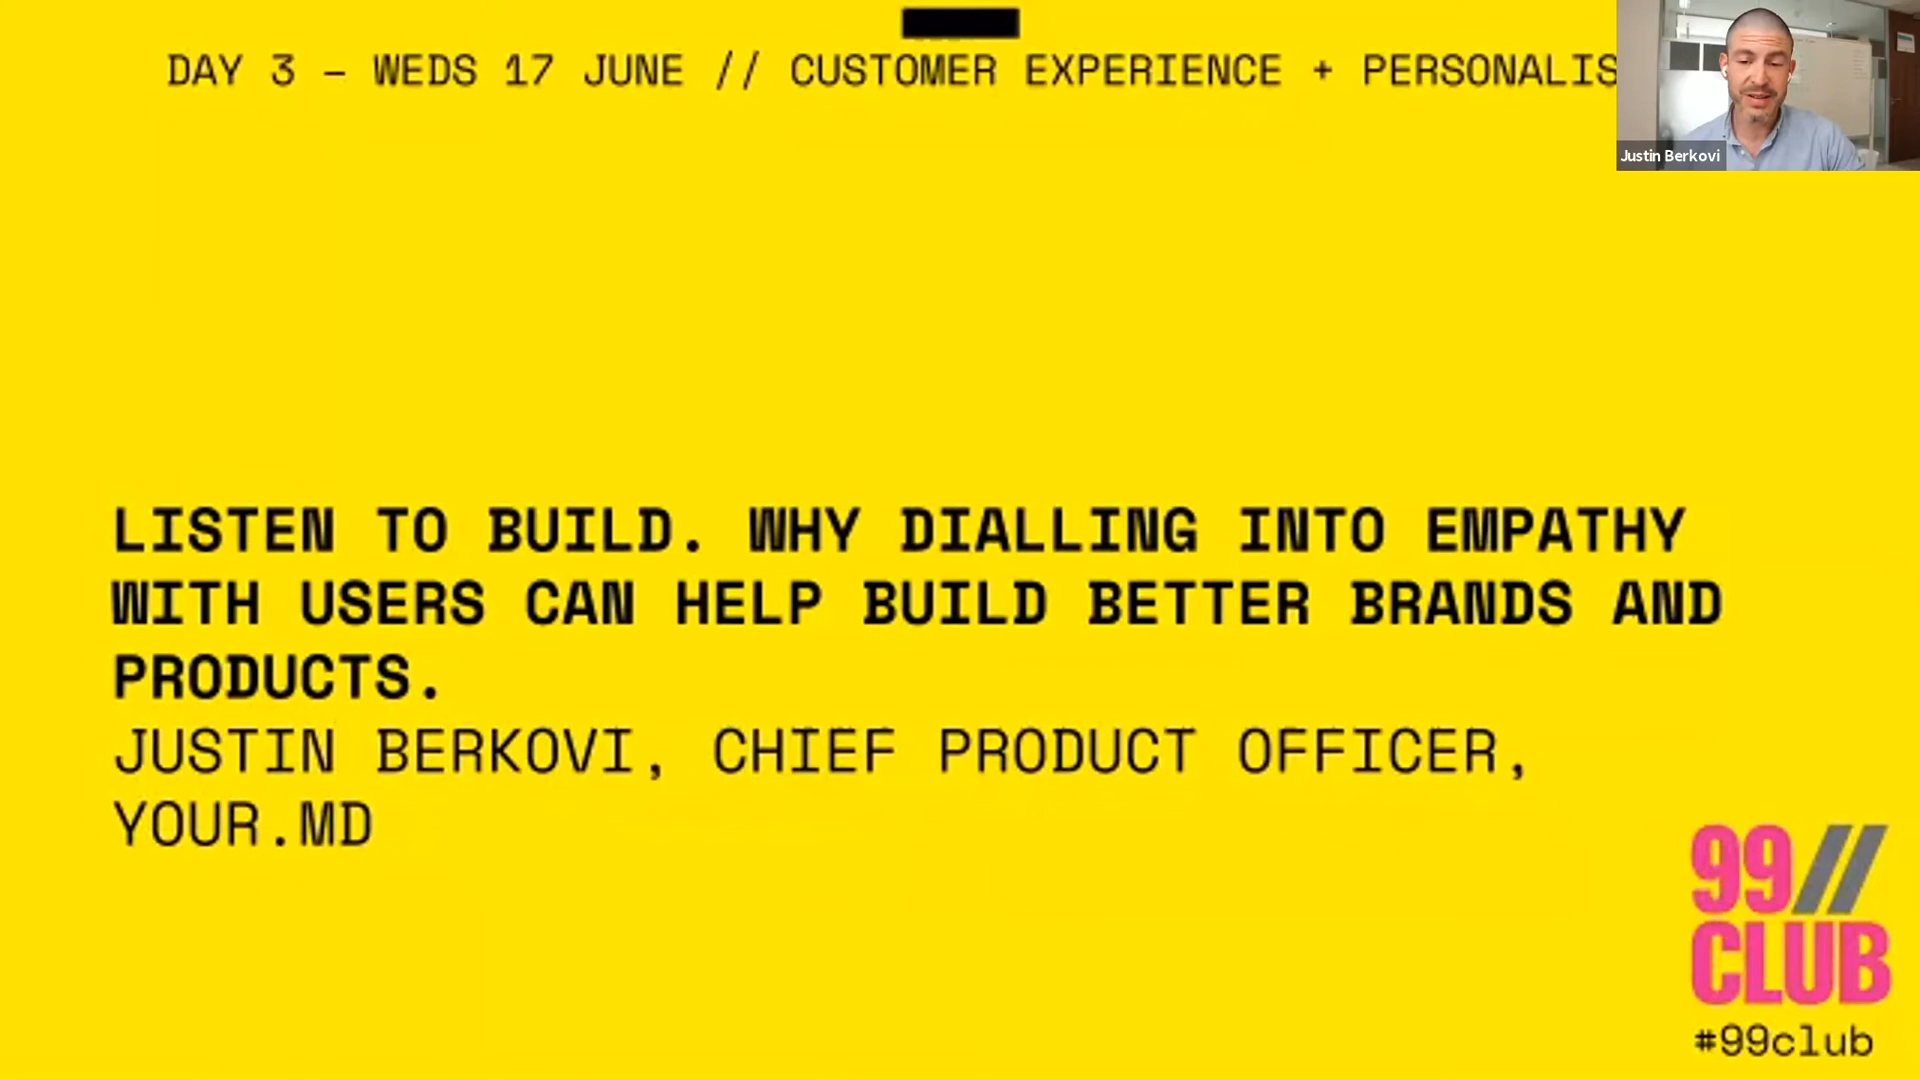 DAY 3 – WEDS 17 JUNE // CUSTOMER EXPERIENCE + PERSONALIS
Justin Berkovi
LISTEN TO BUILD. WHY DIALLING INTO EMPATHY
WITH USERS CAN HELP BUILD BETTER BRANDS AND
PRODUCTS.
JUSTIN BERKOVI, CHIEF PRODUCT OFFICER,
YOUR.MD
99//
CLUB
#99club